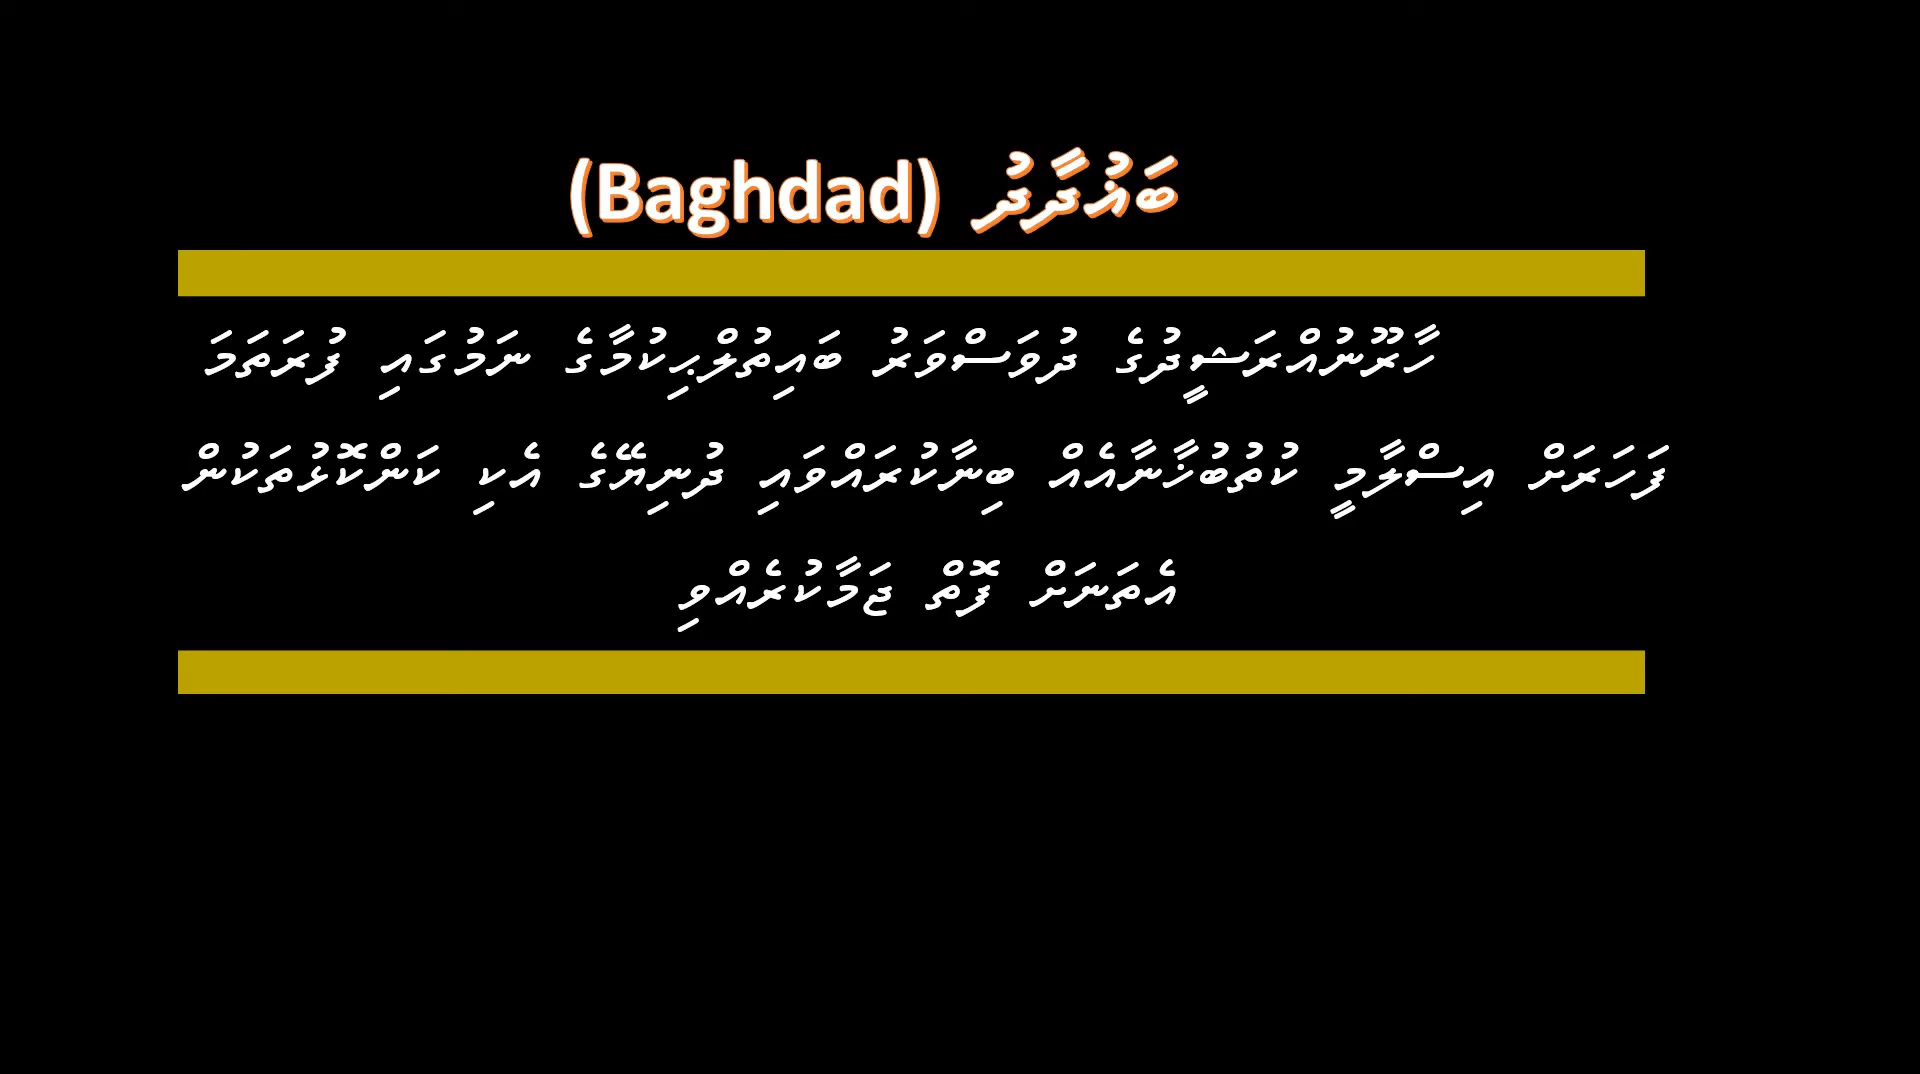 ބަޣުދާދު (Baghdad)
ހާރޫނުއްރަޝީދުގެ ދުވަސްވަރު ބައިތުލްޙިކުމާގެ ނަމުގައި ފުރަތަމަ
ފަހަރަށް އިސްލާމީ ކުތުބުޚާނާއެއް ބިނާކުރައްވައި ދުނިޔޭގެ އެކި ކަންކޮޅުތަކުން
އެތަނަށް ފޮތް ޖަމާކުރެއްވި